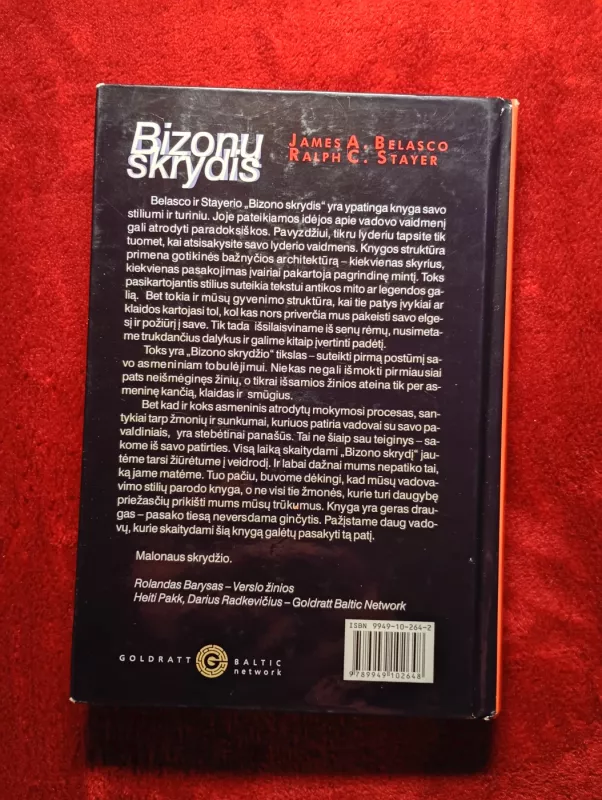 Bizonų
skrydis
JAMES A. BELASCO
RALPH C. STAYER
Belasco ir Stayerio „Bizono skrydis“ yra ypatinga knyga savo
stiliumi ir turiniu. Joje pateikiamos idėjos apie vadovo vaidmenį
gali atrodyti paradoksiškos. Pavyzdžiui, tikru lyderiu tapsite tik
tuomet, kai atsisakysite savo lyderio vaidmens. Knygos struktūra
primena gotikinės bažnyčios architektūrą – kiekvienas skyrius,
kiekvienas pasakojimas įvairiai pakartoja pagrindinę mintį. Toks
pasikartojantis stilius suteikia tekstui antikos mito ar legendos ga-
lią. Bet tokia ir mūsų gyvenimo struktūra, kai tie patys įvykiai ar
klaidos kartojasi tol, kol kas nors priverčia mus pakeisti savo elge-
sį ir požiūrį į save. Tik tada išsilaisviname iš senų rėmų, nusimeta-
me trukdančius dalykus ir galime kitaip įvertinti padėtį.
Toks yra „Bizono skrydžio“ tikslas – suteikti pirmą postūmį sa-
vo asmeniniam tobulėjimui. Niekas negali išmokti pirmiau siai
pats neišmėginęs žinių, o tikrai išsamios žinios ateina tik per as-
meninę kančią, klaidas ir smūgius.
Bet kad ir koks asmeninis atrodytų mokymosi procesas, san-
tykiai tarp žmonių ir sunkumai, kuriuos patiria vadovai su savo pa-
valdiniais, yra stebėtinai panašūs. Tai ne šiaip sau teiginys – sa-
kome iš savo patirties. Visą laiką skaitydami „Bizono skrydį“ jau-
tėme tarsi žiūrėtume į veidrodį. Ir labai dažnai mums nepatiko tai,
ką jame matėme. Tuo pačiu, buvome dėkingi, kad mūsų vadova-
vimo stilių parodo knyga, o ne visi tie žmonės, kurie turi daugybę
priežasčių prikišti mums mūsų trūkumus. Knyga yra geras drau-
gas – pasako tiesą neversdama ginčytis. Pažįstame daug vado-
vų, kurie skaitydami šią knygą galėtų pasakyti tą patį.
Malonaus skrydžio.
Rolandas Barysas – Verslo žinios
Heiti Pakk, Darius Radkevičius – Goldratt Baltic Network
ISBN 9949-10-264-2
9 789949 102648
GOLDRATT BALTIC
network